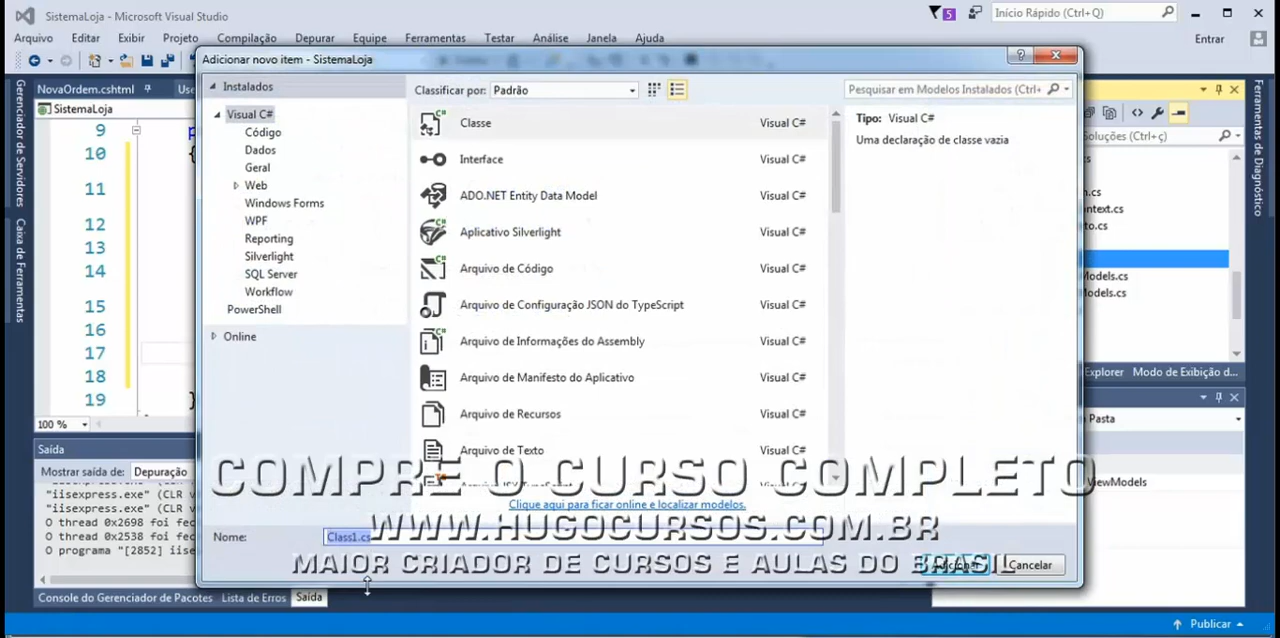 SistemaLoja - Microsoft Visual Studio
5
Início Rápido (Ctrl+Q)
Arquivo Editar Exibir Projeto Compilação Depurar Equipe Ferramentas Testar Análise Janela Ajuda
Entrar
Adicionar novo item - SistemaLoja
Gerenciador de Servidores
Caixa de Ferramentas
NovaOrdem.cshtml Use
SistemaLoja
9
10
11
12
13
14
15
16
17
18
19
100 %
Instalados
Visual C#
Código
Dados
Geral
Web
Windows Forms
WPF
Reporting
Silverlight
SQL Server
Workflow
PowerShell
Online
Classificar por: Padrão
Pesquisar em Modelos Instalados (Ctrl+
Classe Visual C#
Interface Visual C#
ADO.NET Entity Data Model Visual C#
Aplicativo Silverlight Visual C#
Arquivo de Código Visual C#
Arquivo de Configuração JSON do TypeScript Visual C#
Arquivo de Informações do Assembly Visual C#
Arquivo de Manifesto do Aplicativo Visual C#
Arquivo de Recursos Visual C#
Arquivo de Texto Visual C#
Tipo: Visual C#
Uma declaração de classe vazia
Clique aqui para ficar online e localizar modelos.
Nome: Class1.cs
Adicionar Cancelar
COMPRE O CURSO COMPLETO
WWW.HUGOCURSOS.COM.BR
MAIOR CRIADOR DE CURSOS E AULAS DO BRASIL
Soluções (Ctrl+ç)
n.cs
ntext.cs
to.cs
Models.cs
odels.cs
Explorer Modo de Exibição d...
Pasta
ViewModels
Ferramentas de Diagnóstico
Saída
Mostrar saída de: Depuração
"iisexpress.exe" (CLR v
"iisexpress.exe" (CLR v
O thread 0x2698 foi fec
O thread 0x2538 foi fec
O programa "[2852] iise
Console do Gerenciador de Pacotes Lista de Erros Saída
Publicar